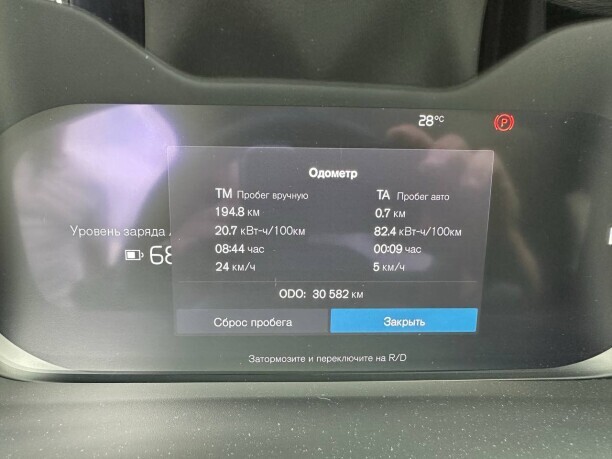 28°C
P
Одометр
TM Пробег вручную
TA Пробег авто
194.8 км
0.7 км
20.7 кВт-ч/100км
82.4 кВт-ч/100км
08:44 час
00:09 час
24 км/ч
5 км/ч
Уровень заряда
68
ODO: 30 582 км
Сброс пробега
Закрыть
Затормозите и переключите на R/D